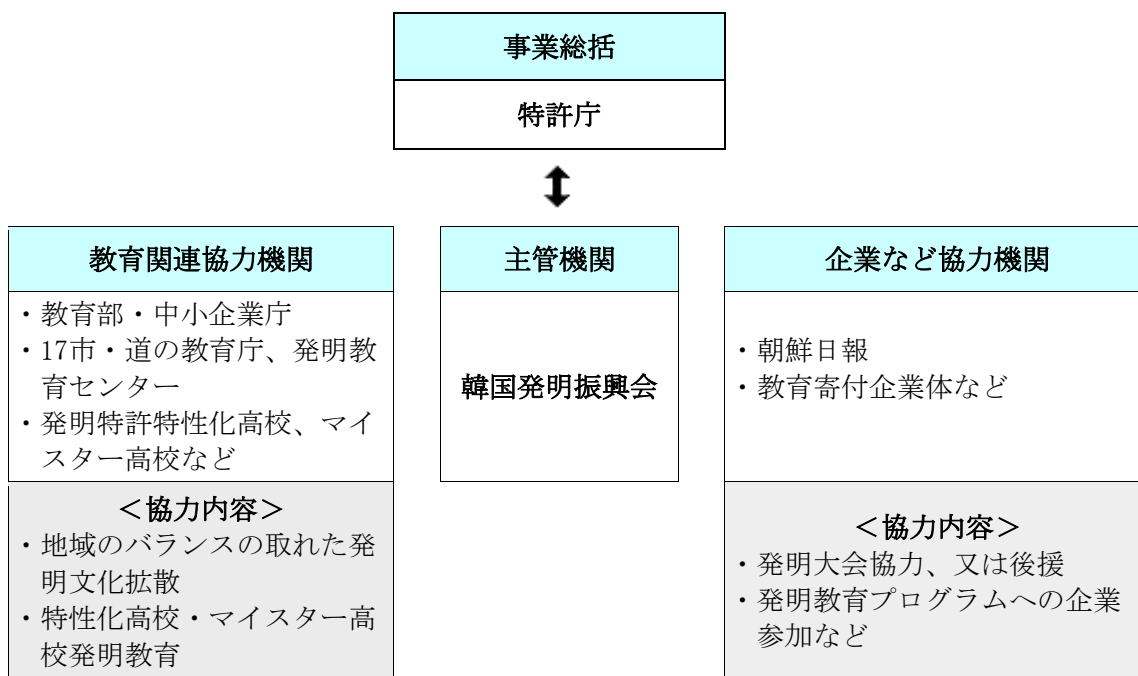 事業総括
特許庁
教育関連協力機関
・教育部・中小企業庁
・17市・道の教育庁、発明教
育センター
・発明特許特性化高校、マイ
スター高校など
＜協力内容＞
・地域のバランスの取れた発
明文化拡散
・特性化高校・マイスター高
校発明教育
主管機関
韓国発明振興会
企業など協力機関
・朝鮮日報
・教育寄付企業体など
＜協力内容＞
・発明大会協力、又は後援
・発明教育プログラムへの企業
参加など